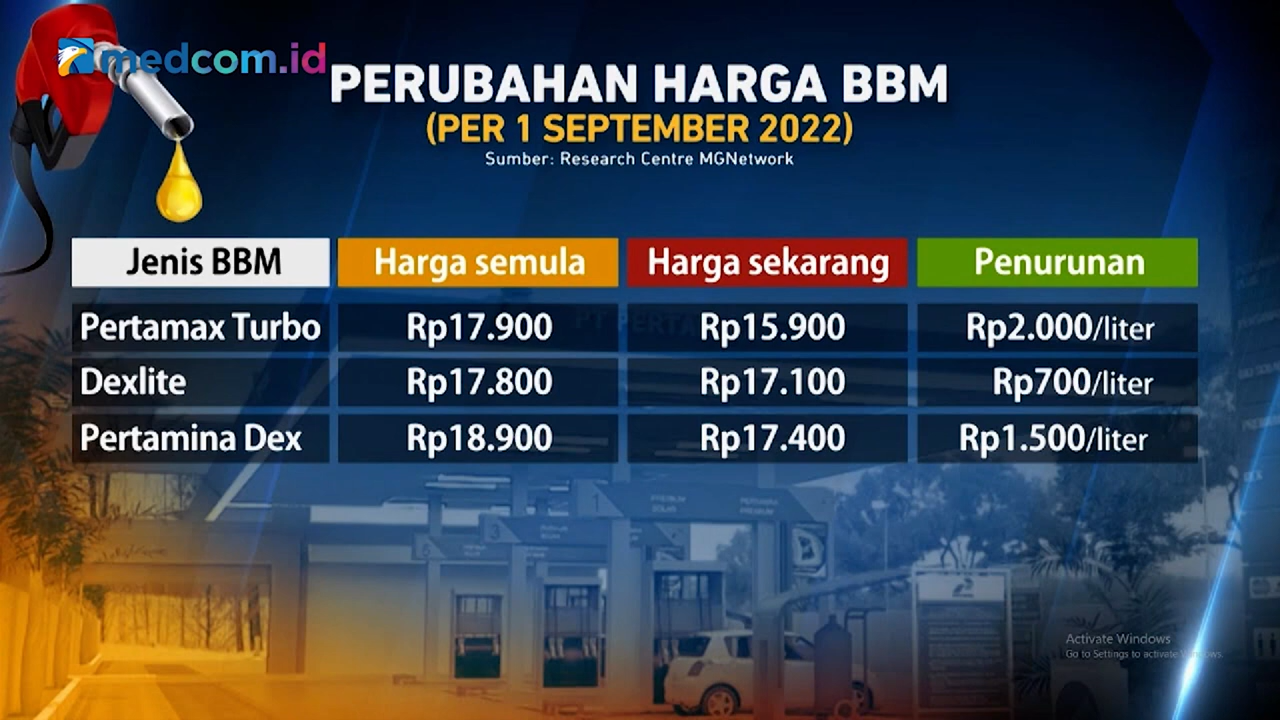 medcom.id
PERUBAHAN HARGA BBM
(PER 1 SEPTEMBER 2022)
Sumber: Research Centre MGNetwork
Jenis BBM Harga semula Harga sekarang Penurunan
Pertamax Turbo Rp17.900 Rp15.900 Rp2.000/liter
Dexlite Rp17.800 Rp17.100 Rp700/liter
Pertamina Dex Rp18.900 Rp17.400 Rp1.500/liter
Activate Windows
Go to Settings to activate Windows.